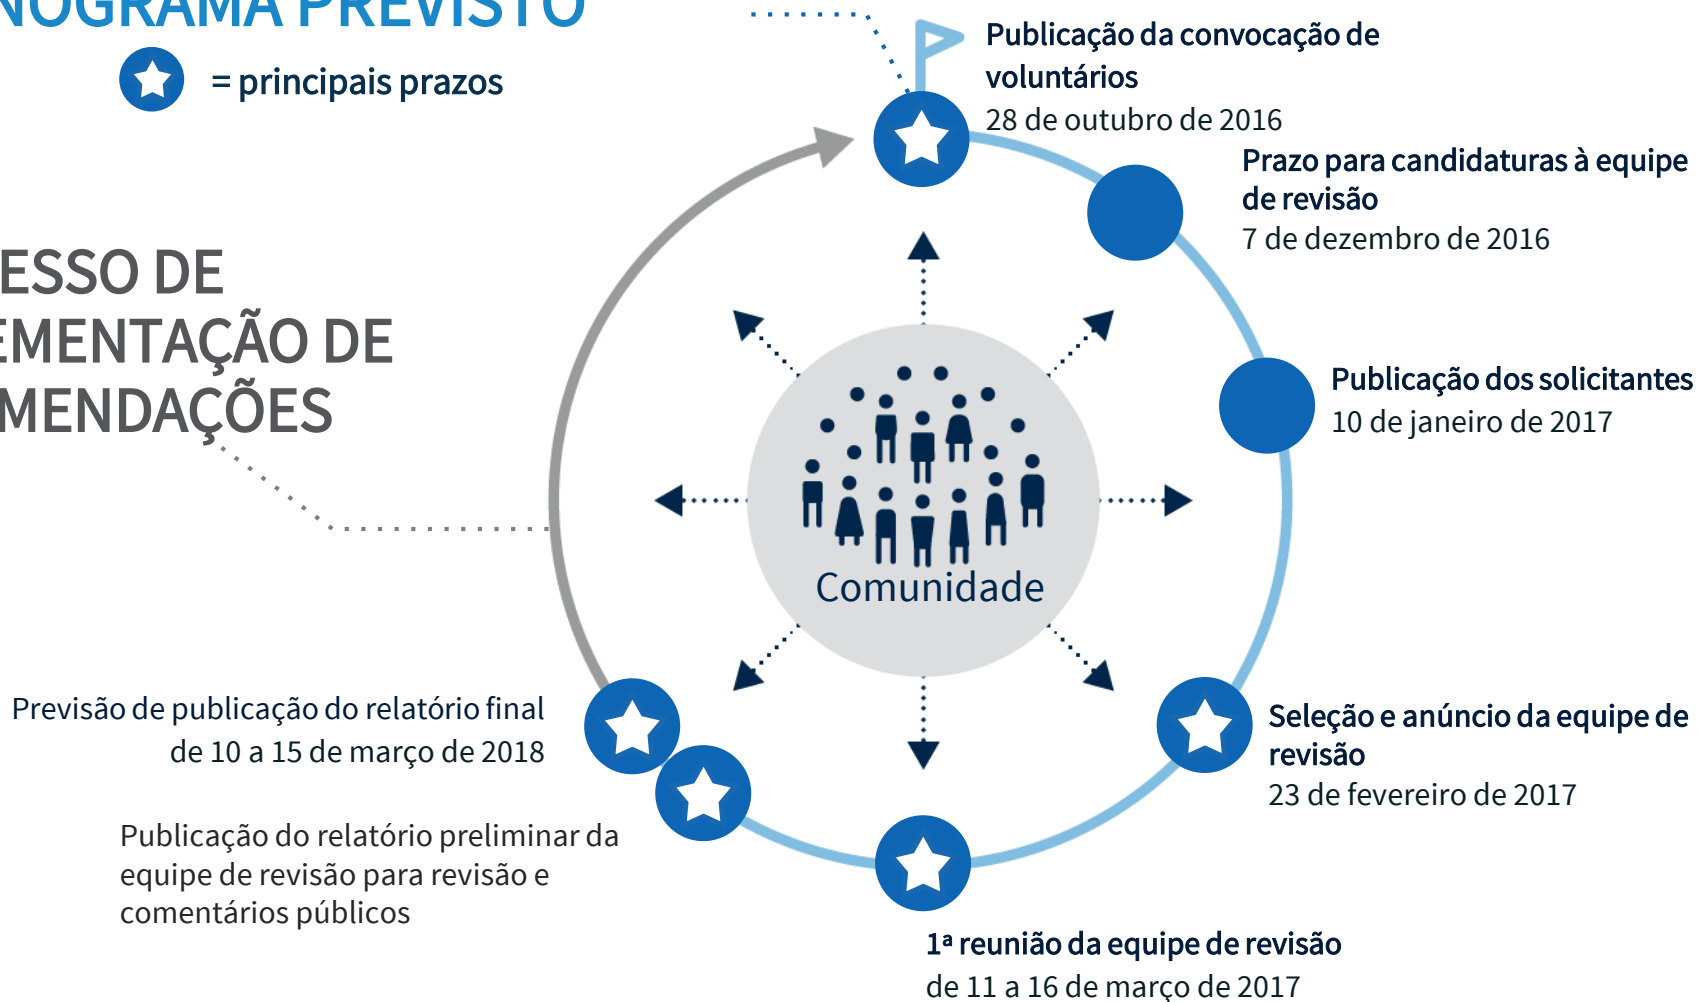 NOGRAMA PREVISTO
= principais prazos
Publicação da convocação de
voluntários
28 de outubro de 2016
Prazo para candidaturas à equipe
de revisão
7 de dezembro de 2016
ESSO DE
EMENTAÇÃO DE
MENDAÇÕES
Publicação dos solicitantes
10 de janeiro de 2017
Comunidade
Seleção e anúncio da equipe de
revisão
23 de fevereiro de 2017
Previsão de publicação do relatório final
de 10 a 15 de março de 2018
Publicação do relatório preliminar da
equipe de revisão para revisão e
comentários públicos
1ª reunião da equipe de revisão
de 11 a 16 de março de 2017